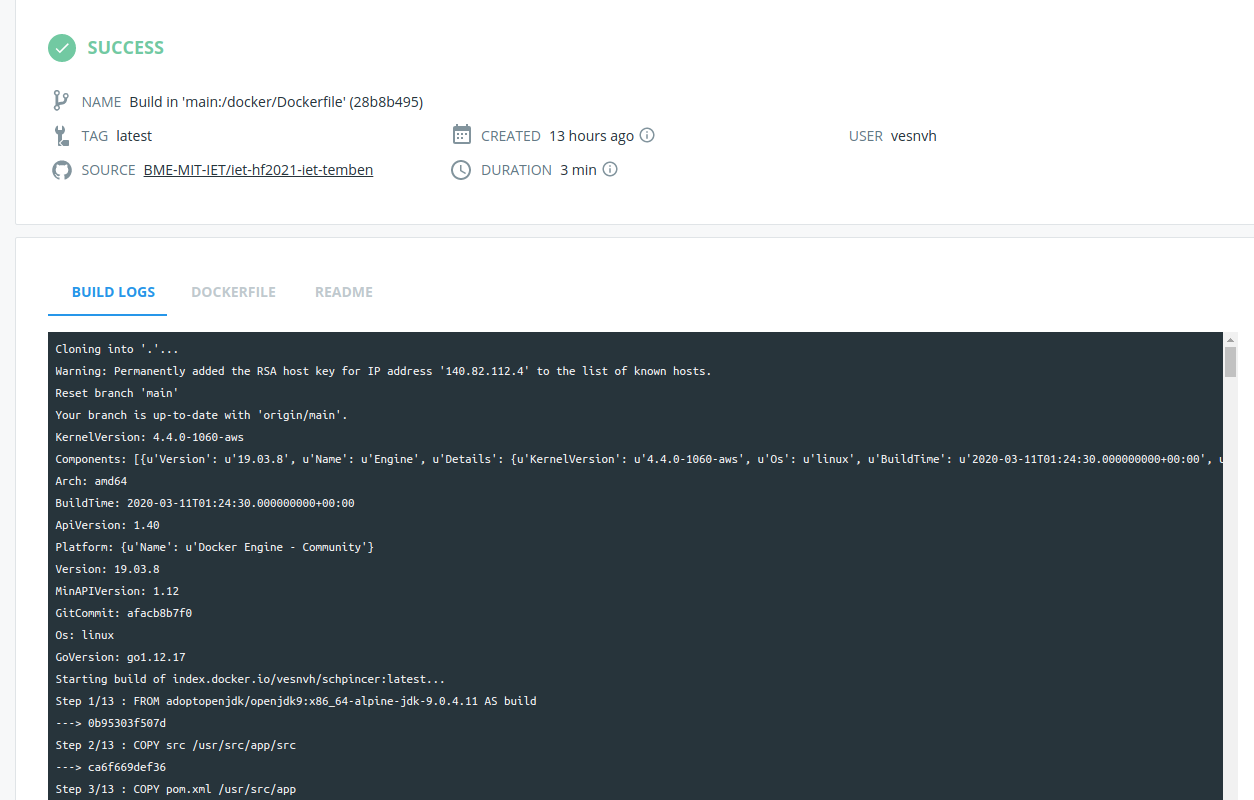 SUCCESS
NAME Build in 'main:/docker/Dockerfile' (28b8b495)
TAG latest CREATED 13 hours ago USER vesnvh
SOURCE BME-MIT-IET/iet-hf2021-iet-temben DURATION 3 min
BUILD LOGS DOCKERFILE README
Cloning into '.'...
Warning: Permanently added the RSA host key for IP address '140.82.112.4' to the list of known hosts.
Reset branch 'main'
Your branch is up-to-date with 'origin/main'.
KernelVersion: 4.4.0-1060-aws
Components: [{u'Version': u'19.03.8', u'Name': u'Engine', u'Details': {u'KernelVersion': u'4.4.0-1060-aws', u'Os': u'linux', u'BuildTime': u'2020-03-11T01:24:30.000000000+00:00', u
Arch: amd64
BuildTime: 2020-03-11T01:24:30.000000000+00:00
ApiVersion: 1.40
Platform: {u'Name': u'Docker Engine - Community'}
Version: 19.03.8
MinAPIVersion: 1.12
GitCommit: afacb8b7f0
Os: linux
GoVersion: go1.12.17
Starting build of index.docker.io/vesnvh/schpincer:latest...
Step 1/13 : FROM adoptopenjdk/openjdk9:x86_64-alpine-jdk-9.0.4.11 AS build
---> 0b95303f507d
Step 2/13 : COPY src /usr/src/app/src
---> ca6f669def36
Step 3/13 : COPY pom.xml /usr/src/app